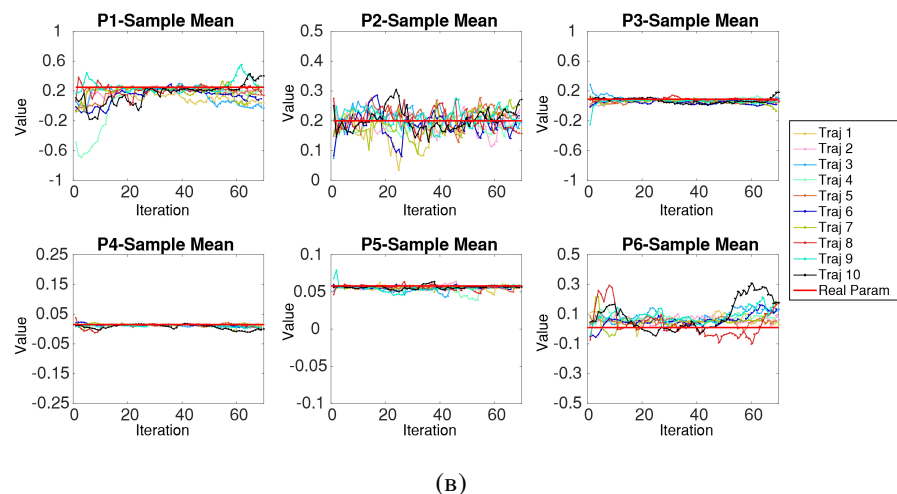 P1-Sample Mean
P2-Sample Mean
P3-Sample Mean
1
0.6
0.2
-0.2
-0.6
-1
Value
0
20
40
60
Iteration
0.5
0.4
0.3
0.2
0.1
0
Value
0
20
40
60
Iteration
1
0.6
0.2
-0.2
-0.6
-1
Value
0
20
40
60
Iteration
P4-Sample Mean
P5-Sample Mean
P6-Sample Mean
0.25
0.15
0.05
-0.05
-0.15
-0.25
Value
0
20
40
60
Iteration
0.1
0.05
0
-0.05
-0.1
Value
0
20
40
60
Iteration
0.5
0.3
0.1
-0.1
-0.3
-0.5
Value
0
20
40
60
Iteration
Traj 1
Traj 2
Traj 3
Traj 4
Traj 5
Traj 6
Traj 7
Traj 8
Traj 9
Traj 10
Real Param
(B)